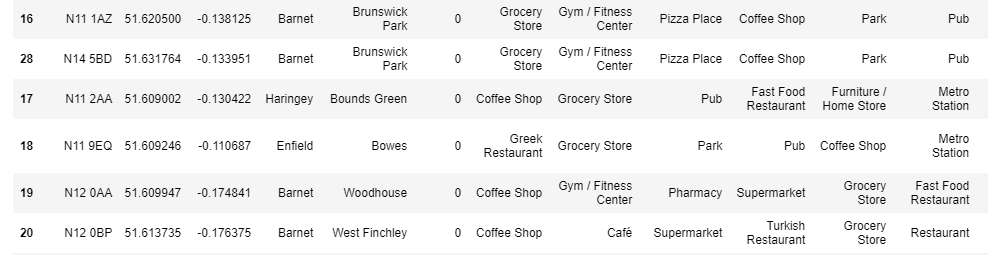 16 N11 1AZ 51.620500 -0.138125 Barnet Brunswick Park 0 Grocery Store Gym / Fitness Center Pizza Place Coffee Shop Park Pub
28 N14 5BD 51.631764 -0.133951 Barnet Brunswick Park 0 Grocery Store Gym / Fitness Center Pizza Place Coffee Shop Park Pub
17 N11 2AA 51.609002 -0.130422 Haringey Bounds Green 0 Coffee Shop Grocery Store Pub Fast Food Restaurant Furniture / Home Store Metro Station
18 N11 9EQ 51.609246 -0.110687 Enfield Bowes 0 Greek Restaurant Grocery Store Park Pub Coffee Shop Metro Station
19 N12 0AA 51.609947 -0.174841 Barnet Woodhouse 0 Coffee Shop Gym / Fitness Center Pharmacy Supermarket Grocery Store Fast Food Restaurant
20 N12 0BP 51.613735 -0.176375 Barnet West Finchley 0 Coffee Shop Café Supermarket Turkish Restaurant Grocery Store Restaurant